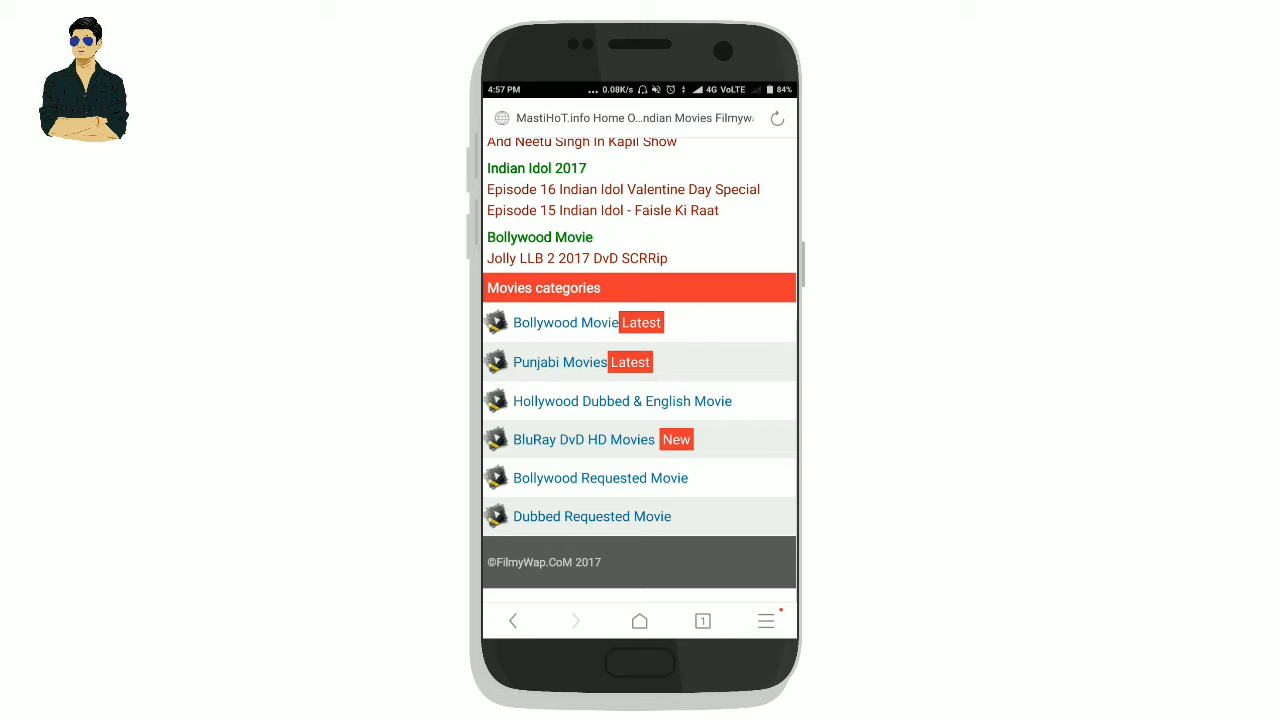 4:57 PM ... 0.08K/s 4G VoLTE 84%
MastiHoT.info Home O...ndian Movies Filmyw
And Neetu Singh In Kapil Show
Indian Idol 2017
Episode 16 Indian Idol Valentine Day Special
Episode 15 Indian Idol - Faisle Ki Raat
Bollywood Movie
Jolly LLB 2 2017 DvD SCRRip
Movies categories
Bollywood Movie Latest
Punjabi Movies Latest
Hollywood Dubbed & English Movie
BluRay DvD HD Movies New
Bollywood Requested Movie
Dubbed Requested Movie
©FilmyWap.CoM 2017
1